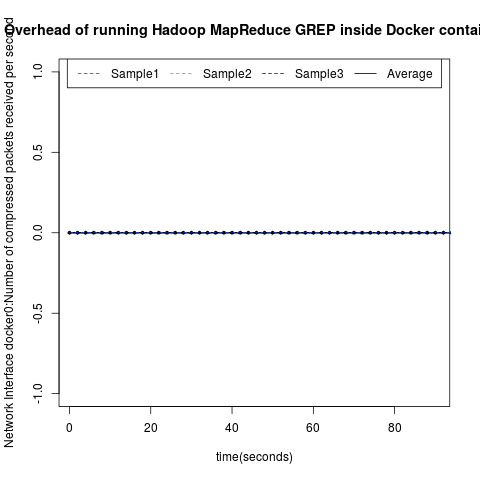 Overhead of running Hadoop MapReduce GREP inside Docker contai
Network Interface docker0:Number of compressed packets received per second
Sample1 Sample2 Sample3 Average
1.0
0.5
0.0
-0.5
-1.0
0 20 40 60 80
time(seconds)